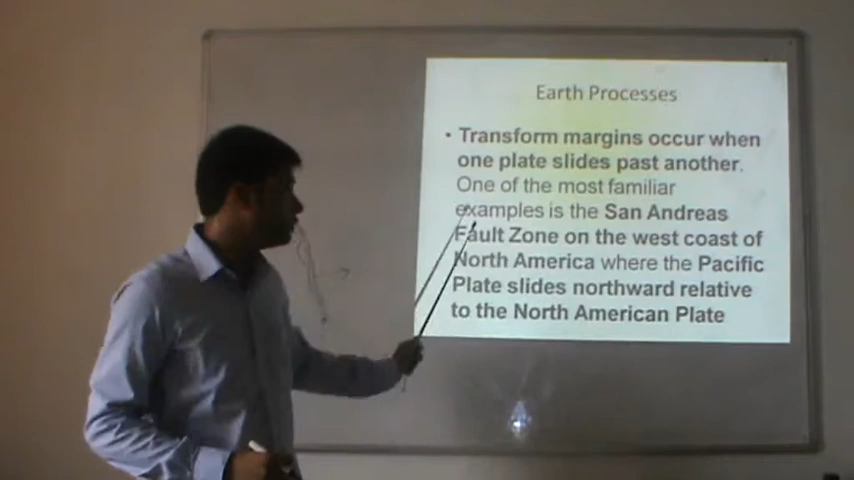 Earth Processes
• Transform margins occur when
one plate slides past another.
One of the most familiar
examples is the San Andreas
Fault Zone on the west coast of
North America where the Pacific
Plate slides northward relative
to the North American Plate